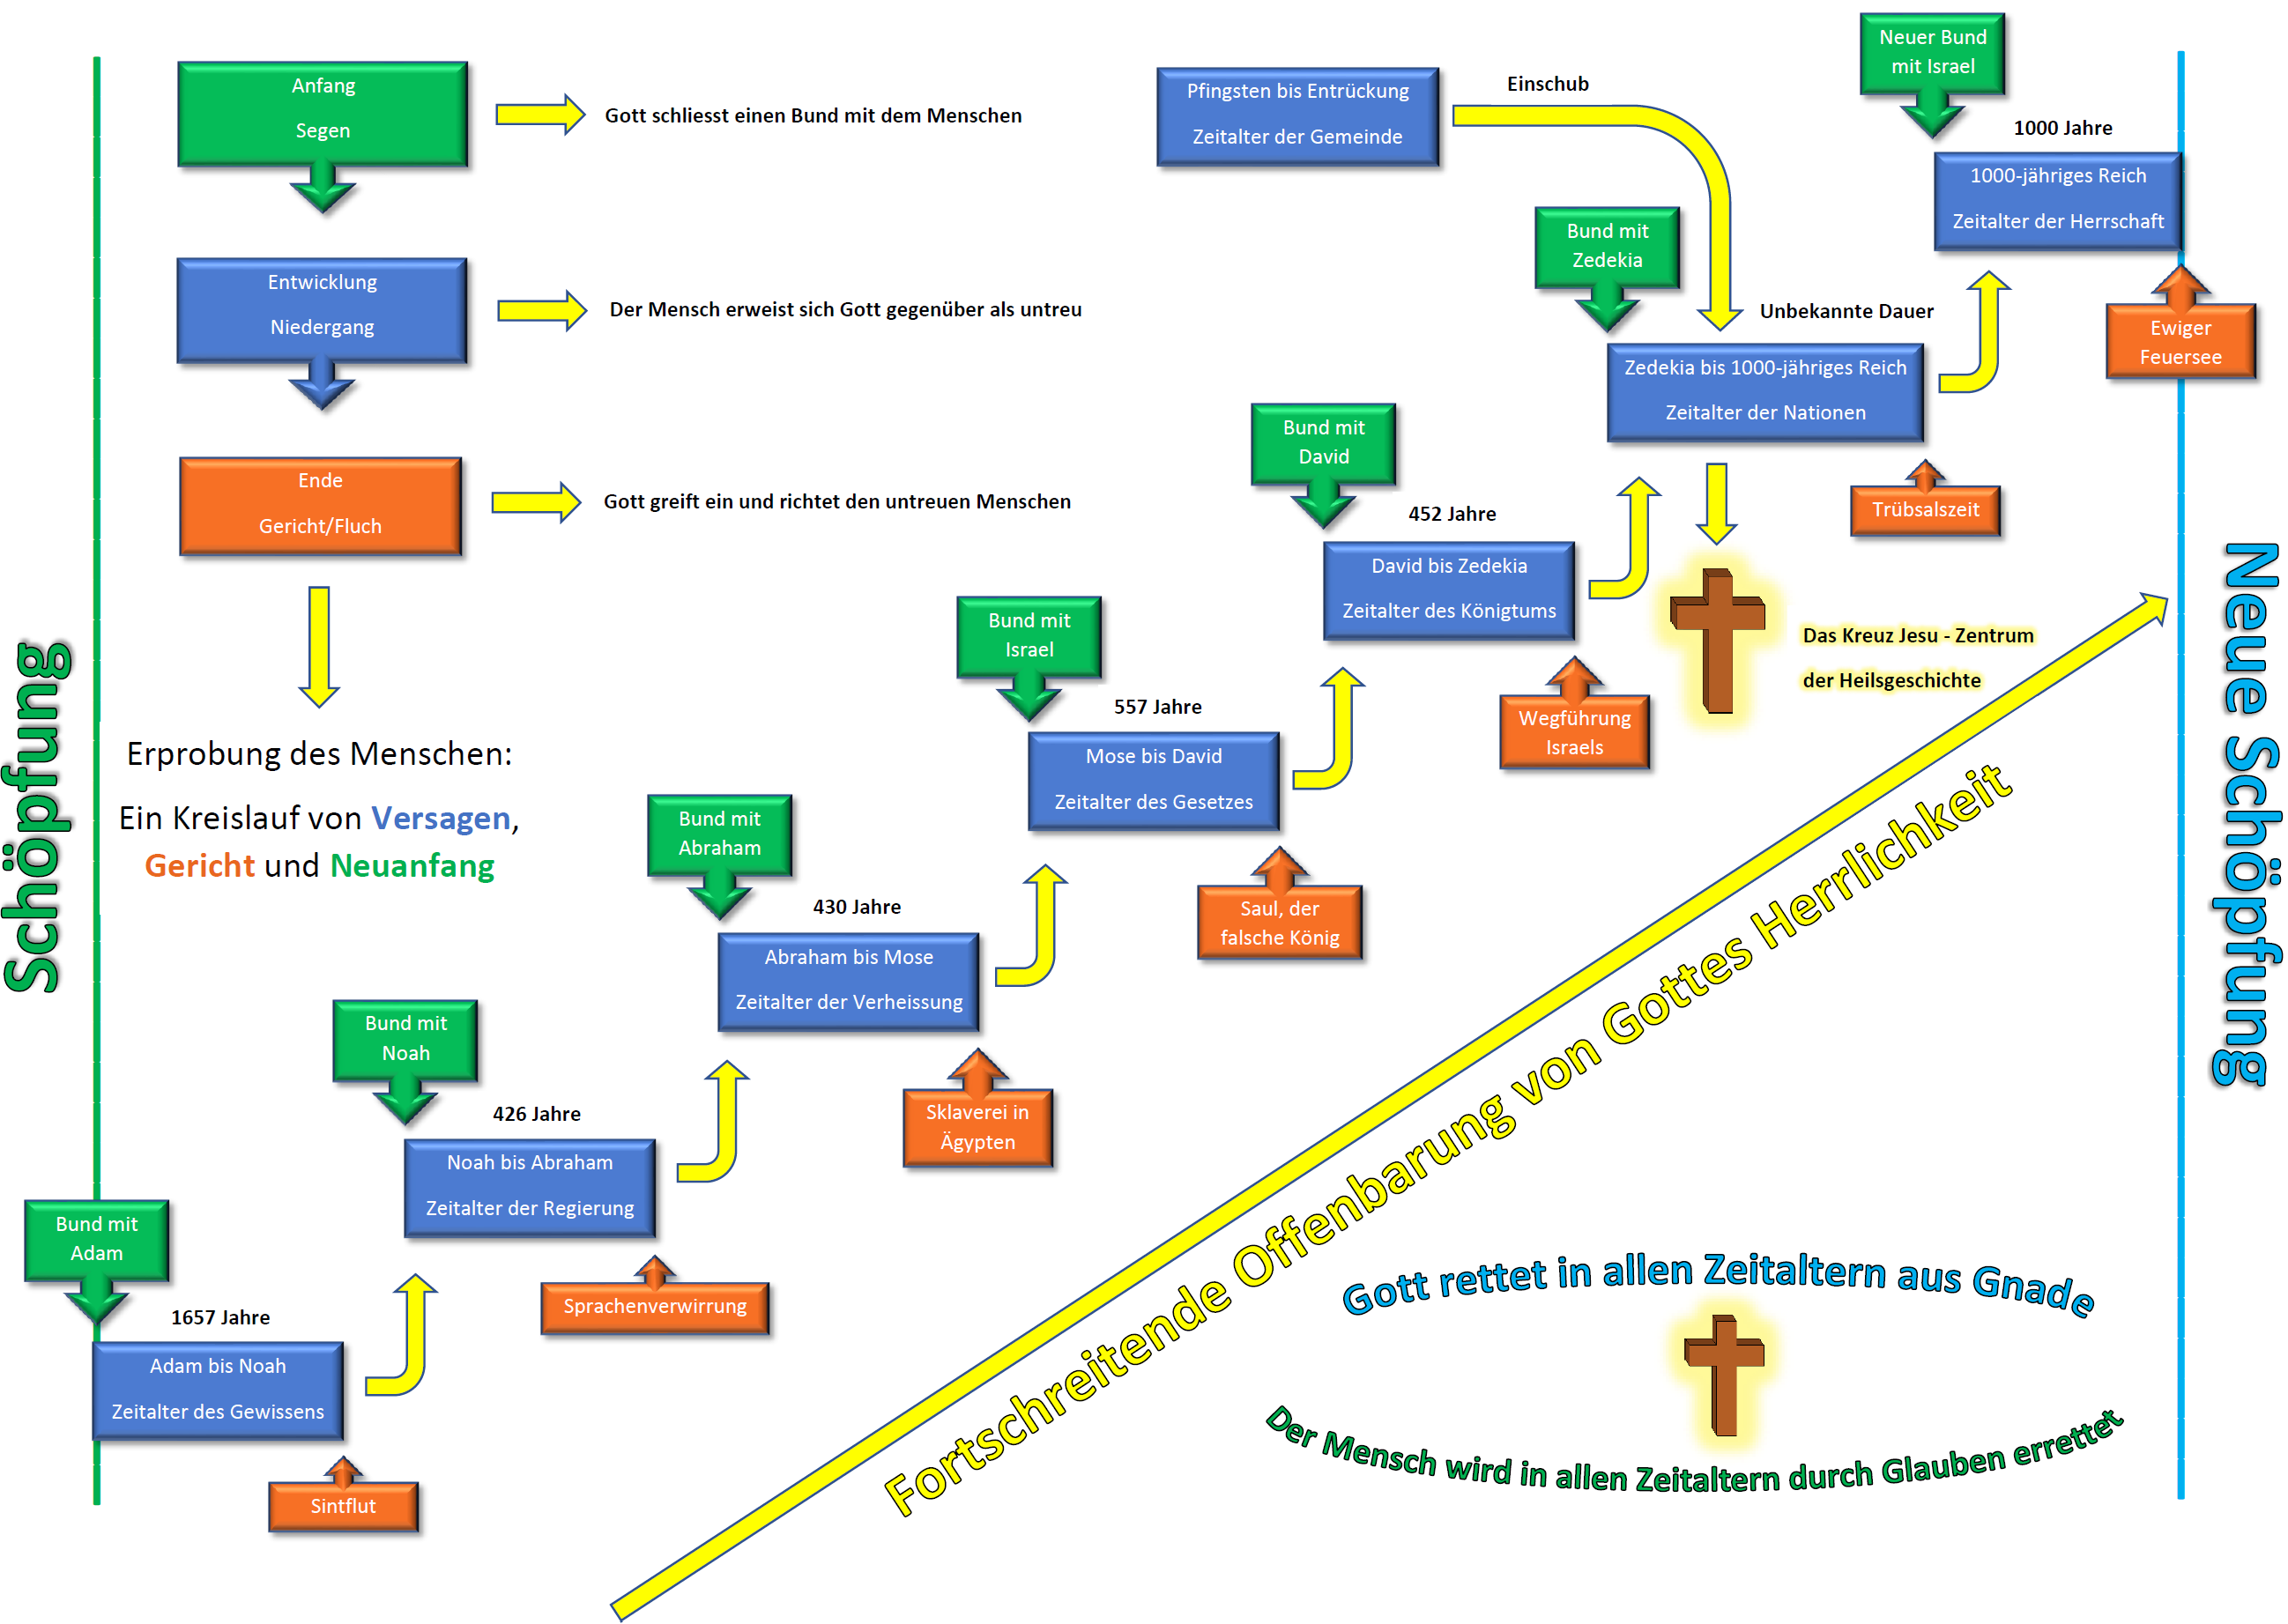 Schöpfung
Anfang
Segen
Gott schliesst einen Bund mit dem Menschen
Entwicklung
Niedergang
Der Mensch erweist sich Gott gegenüber als untreu
Ende
Gericht/Fluch
Gott greift ein und richtet den untreuen Menschen
Erprobung des Menschen:
Ein Kreislauf von Versagen,
Gericht und Neuanfang
Bund mit
Adam
1657 Jahre
Adam bis Noah
Zeitalter des Gewissens
Sintflut
Bund mit
Noah
426 Jahre
Noah bis Abraham
Zeitalter der Regierung
Sprachenverwirrung
Bund mit
Abraham
430 Jahre
Abraham bis Mose
Zeitalter der Verheissung
Sklaverei in
Ägypten
Bund mit
Israel
557 Jahre
Mose bis David
Zeitalter des Gesetzes
Saul, der
falsche König
Bund mit
David
452 Jahre
David bis Zedekia
Zeitalter des Königtums
Wegführung
Israels
Pfingsten bis Entrückung
Zeitalter der Gemeinde
Einschub
Bund mit
Zedekia
Unbekannte Dauer
Zedekia bis 1000-jähriges Reich
Zeitalter der Nationen
Trübsalszeit
Das Kreuz Jesu - Zentrum
der Heilsgeschichte
Neuer Bund
mit Israel
1000 Jahre
1000-jähriges Reich
Zeitalter der Herrschaft
Ewiger
Feuersee
Fortschreitende Offenbarung von Gottes Herrlichkeit
Gott rettet in allen Zeitaltern aus Gnade
Der Mensch wird in allen Zeitaltern durch Glauben errettet
Neue Schöpfung